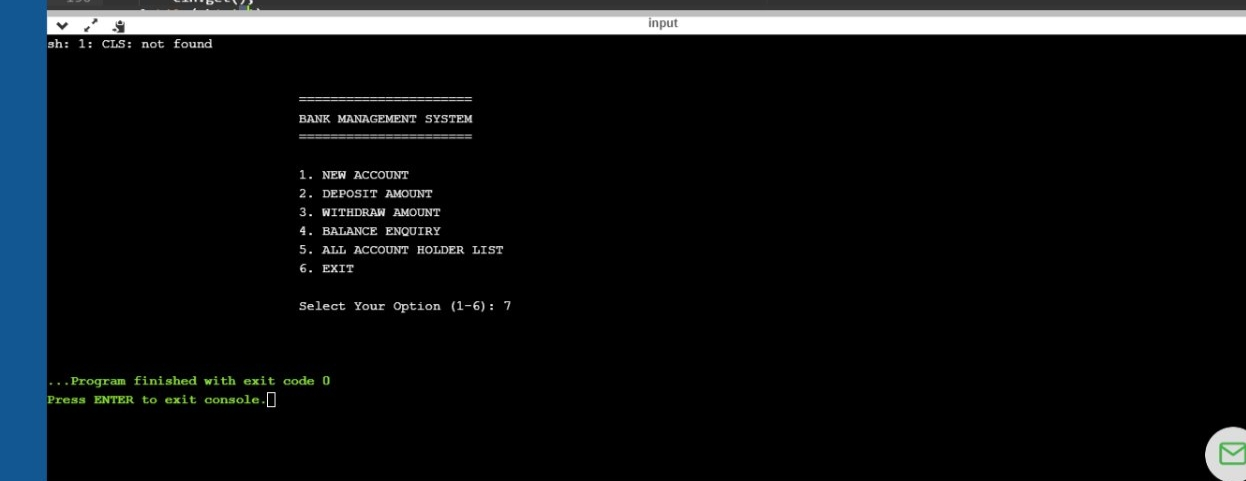 input
sh: 1: CLS: not found
======================
BANK MANAGEMENT SYSTEM
======================
1. NEW ACCOUNT
2. DEPOSIT AMOUNT
3. WITHDRAW AMOUNT
4. BALANCE ENQUIRY
5. ALL ACCOUNT HOLDER LIST
6. EXIT
Select Your Option (1-6): 7
...Program finished with exit code 0
Press ENTER to exit console.